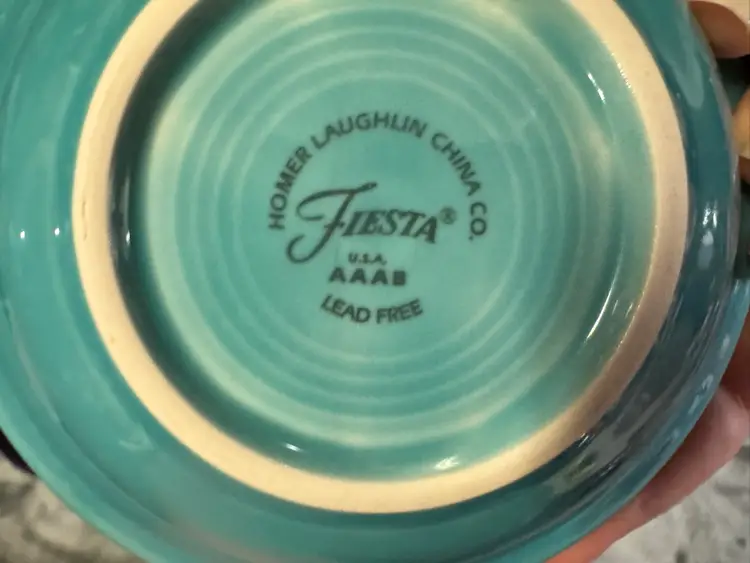 HOMER LAUGHLIN CHINA CO.
FIESTA®
U.S.A.
AAAB
LEAD FREE